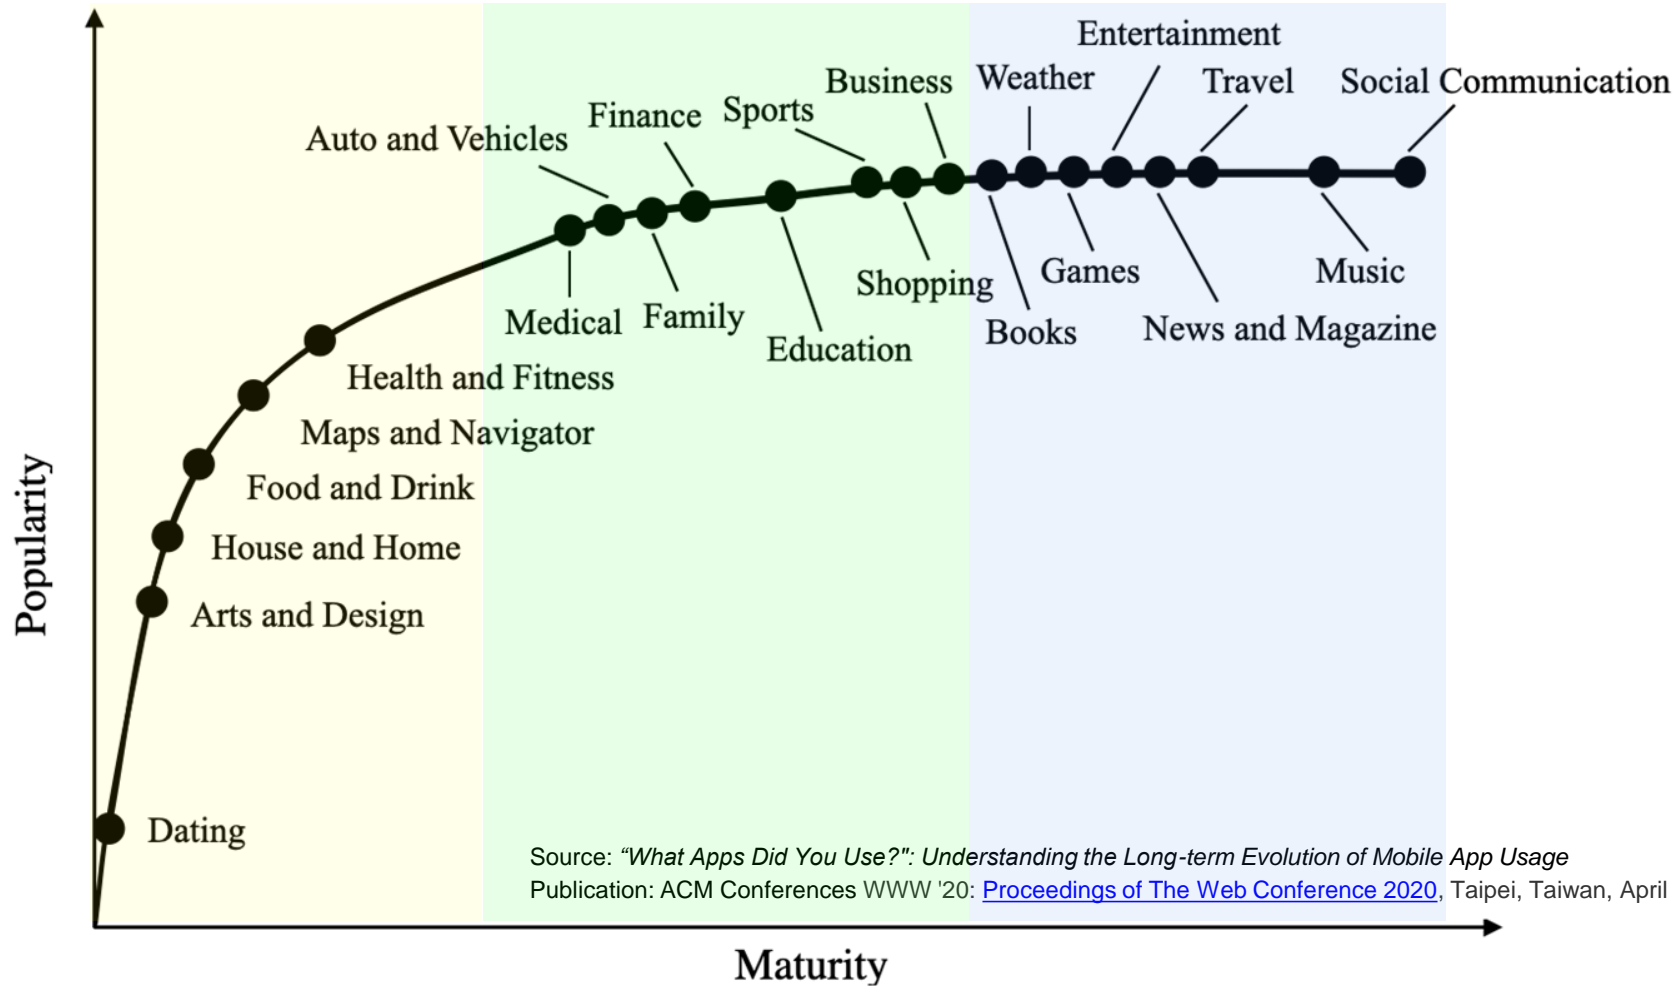 Entertainment
Business
Weather
Travel
Social Communication
Auto and Vehicles
Finance
Sports
Shopping
Games
Music
Medical
Family
Education
Books
News and Magazine
Health and Fitness
Maps and Navigator
Food and Drink
House and Home
Arts and Design
Dating
Popularity
Source: “What Apps Did You Use?": Understanding the Long-term Evolution of Mobile App Usage
Publication: ACM Conferences WWW '20: Proceedings of The Web Conference 2020, Taipei, Taiwan, April
Maturity